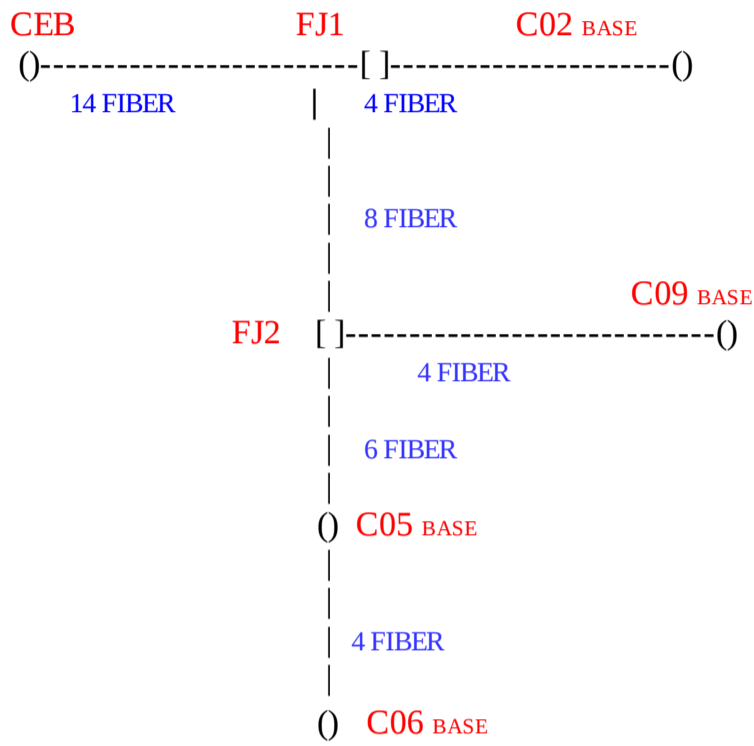 CEB FJ1 C02 BASE
()--------------------------------[ ]----------------------------()
14 FIBER | 4 FIBER
|
|
8 FIBER
|
|
C09 BASE
|
FJ2 [ ]-------------------------------------()
|
4 FIBER
|
6 FIBER
|
() C05 BASE
|
|
4 FIBER
|
() C06 BASE